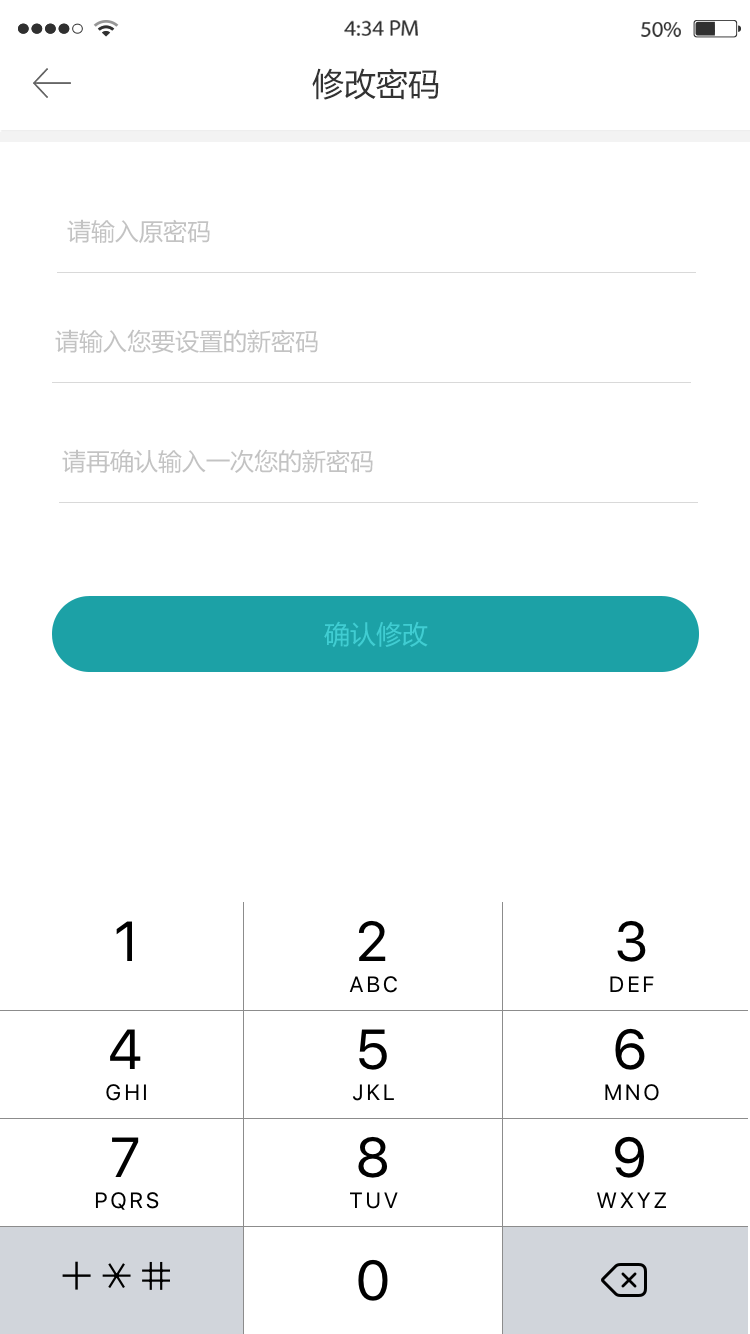 4:34 PM 50%
修改密码
请输入原密码
请输入您要设置的新密码
请再确认输入一次您的新密码
确认修改
1 2 3
ABC DEF
4 5 6
GHI JKL MNO
7 8 9
PQRS TUV WXYZ
+*# 0